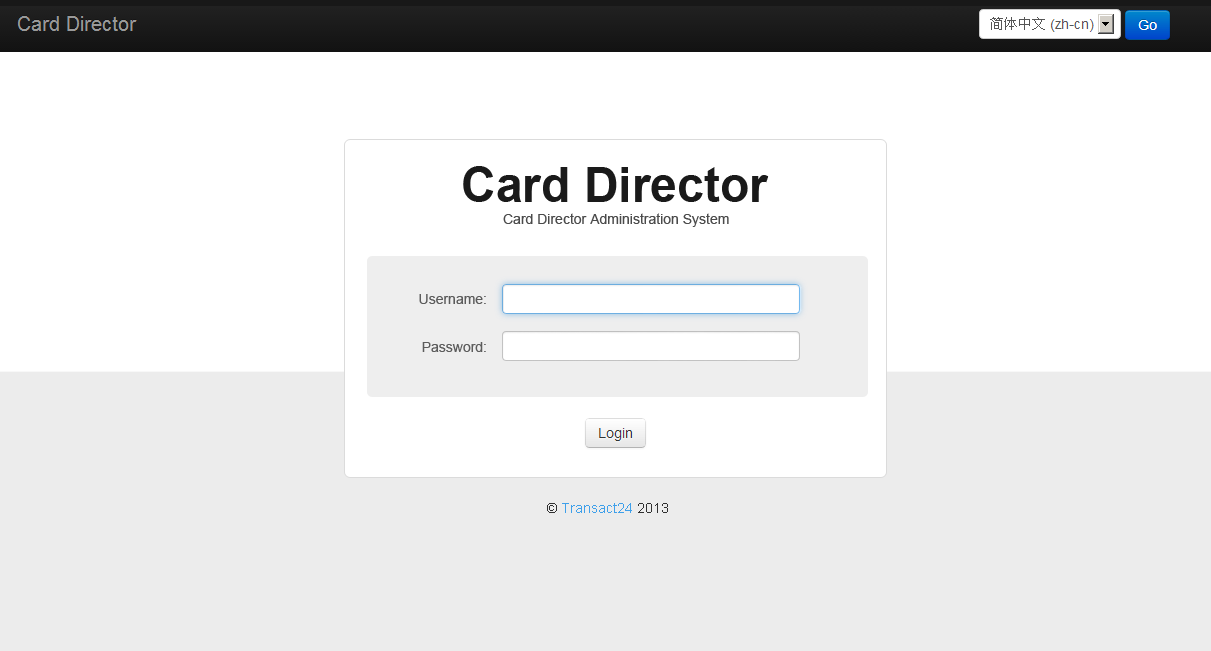 Card Director
简体中文 (zh-cn)
Go
Card Director
Card Director Administration System
Username:
Password:
Login
© Transact24 2013